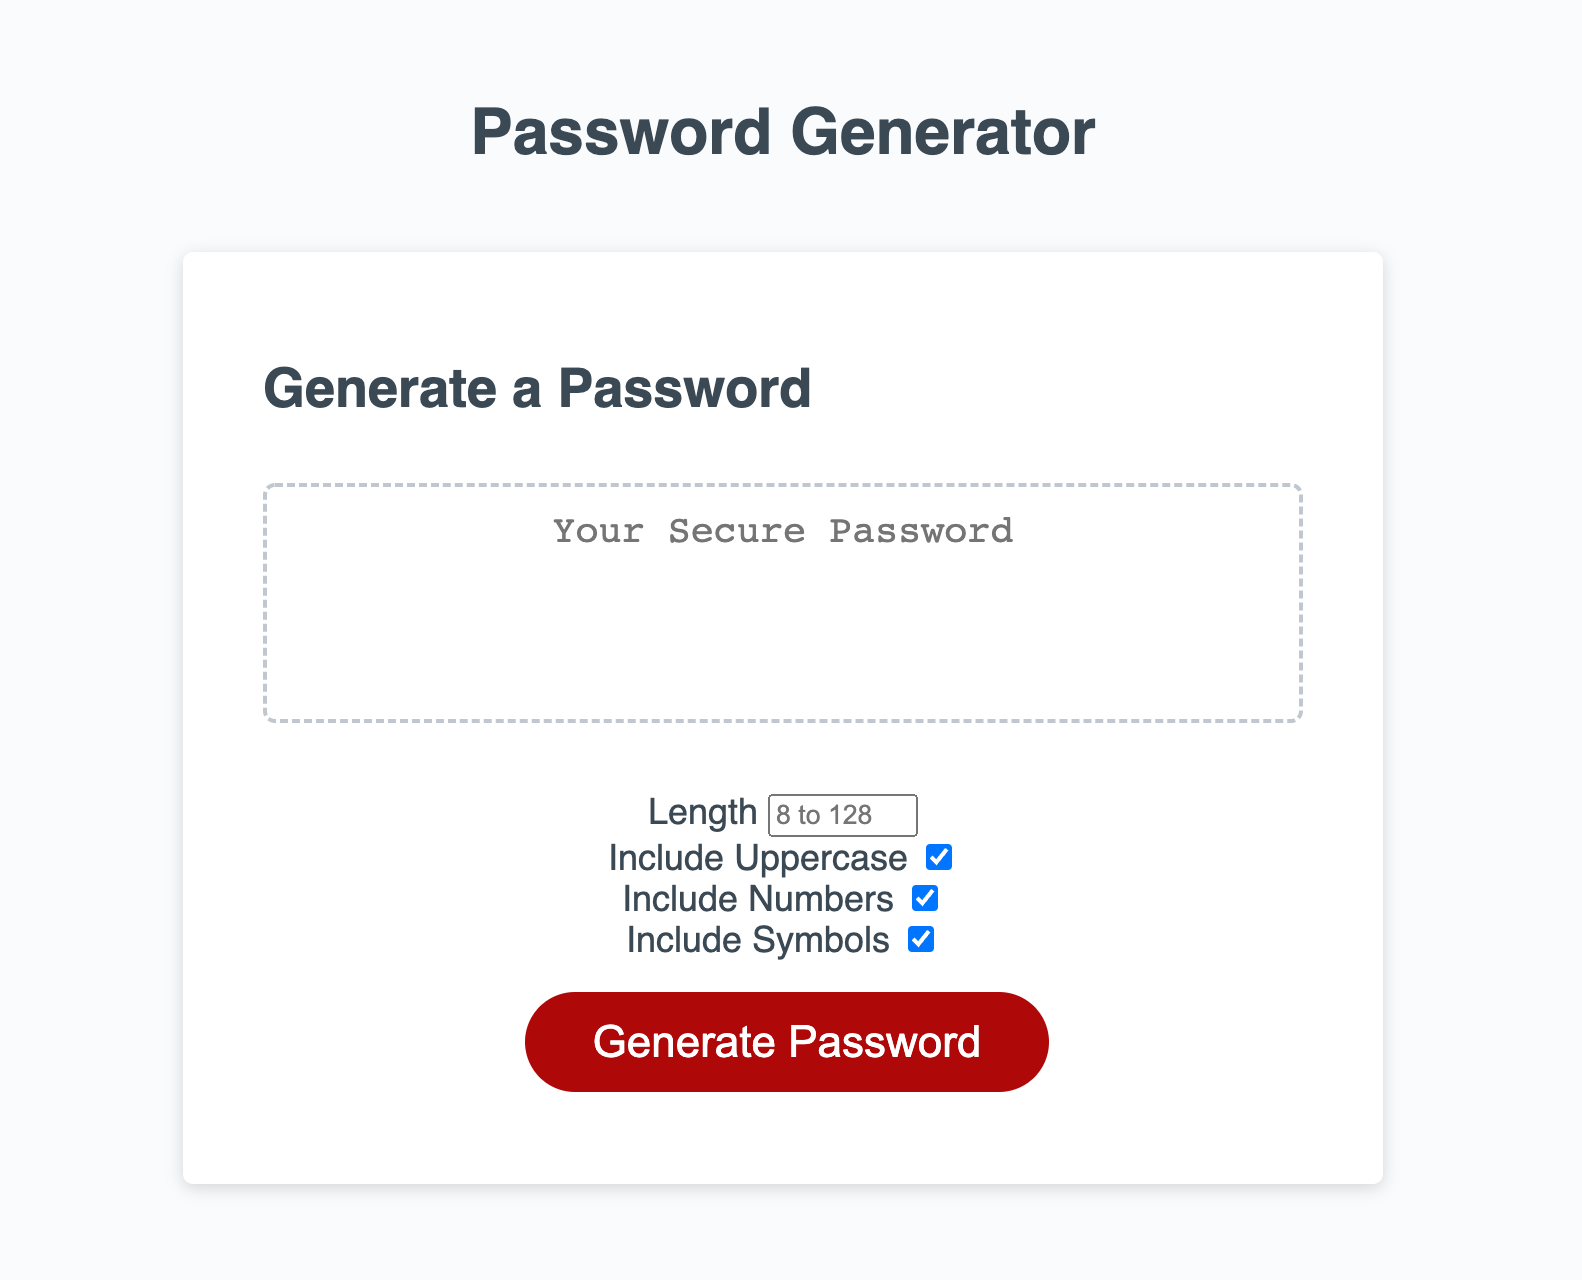 Password Generator
Generate a Password
Your Secure Password
Length 8 to 128
Include Uppercase
Include Numbers
Include Symbols
Generate Password